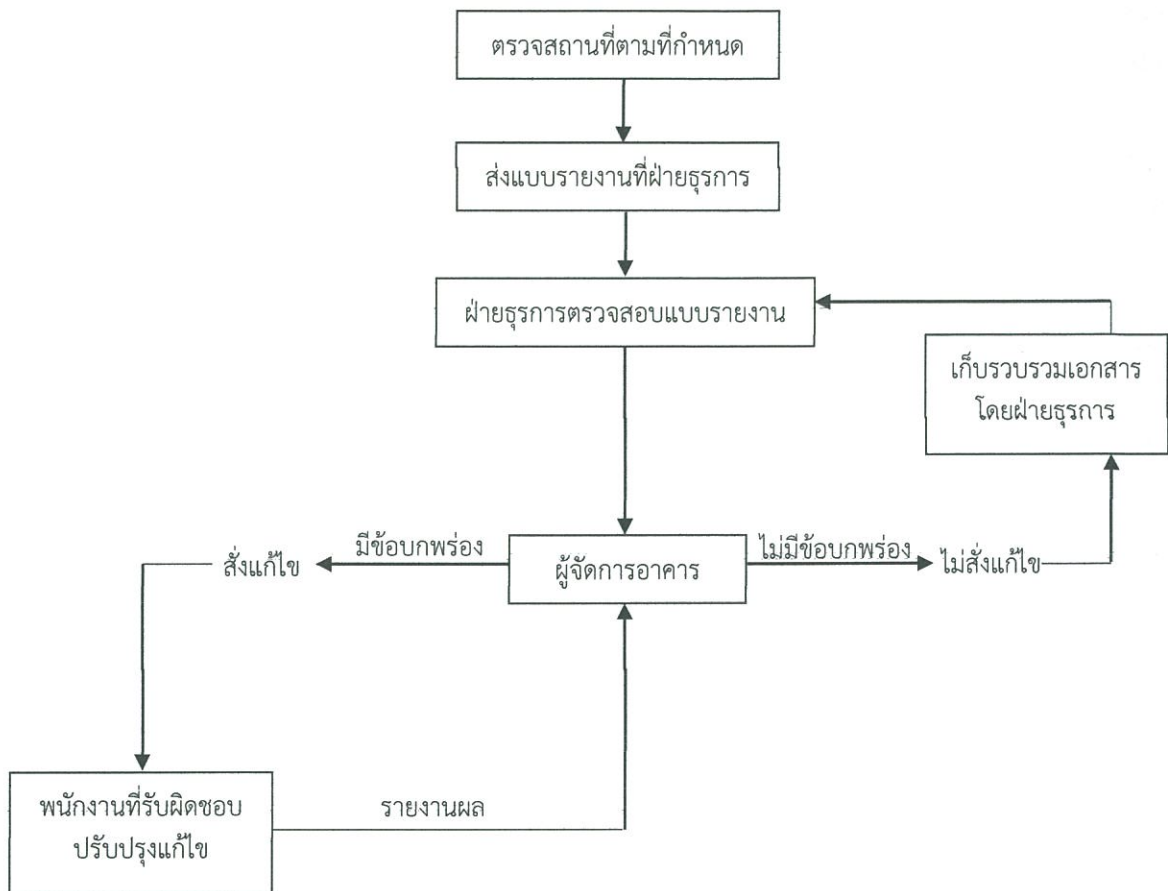 ตรวจสถานที่ตามที่กำหนด
ส่งแบบรายงานที่ฝ่ายธุรการ
ฝ่ายธุรการตรวจสอบแบบรายงาน
เก็บรวบรวมเอกสาร
โดยฝ่ายธุรการ
มีข้อบกพร่อง
ไม่มีข้อบกพร่อง
สั่งแก้ไข
ผู้จัดการอาคาร
ไม่สั่งแก้ไข
พนักงานที่รับผิดชอบ
ปรับปรุงแก้ไข
รายงานผล